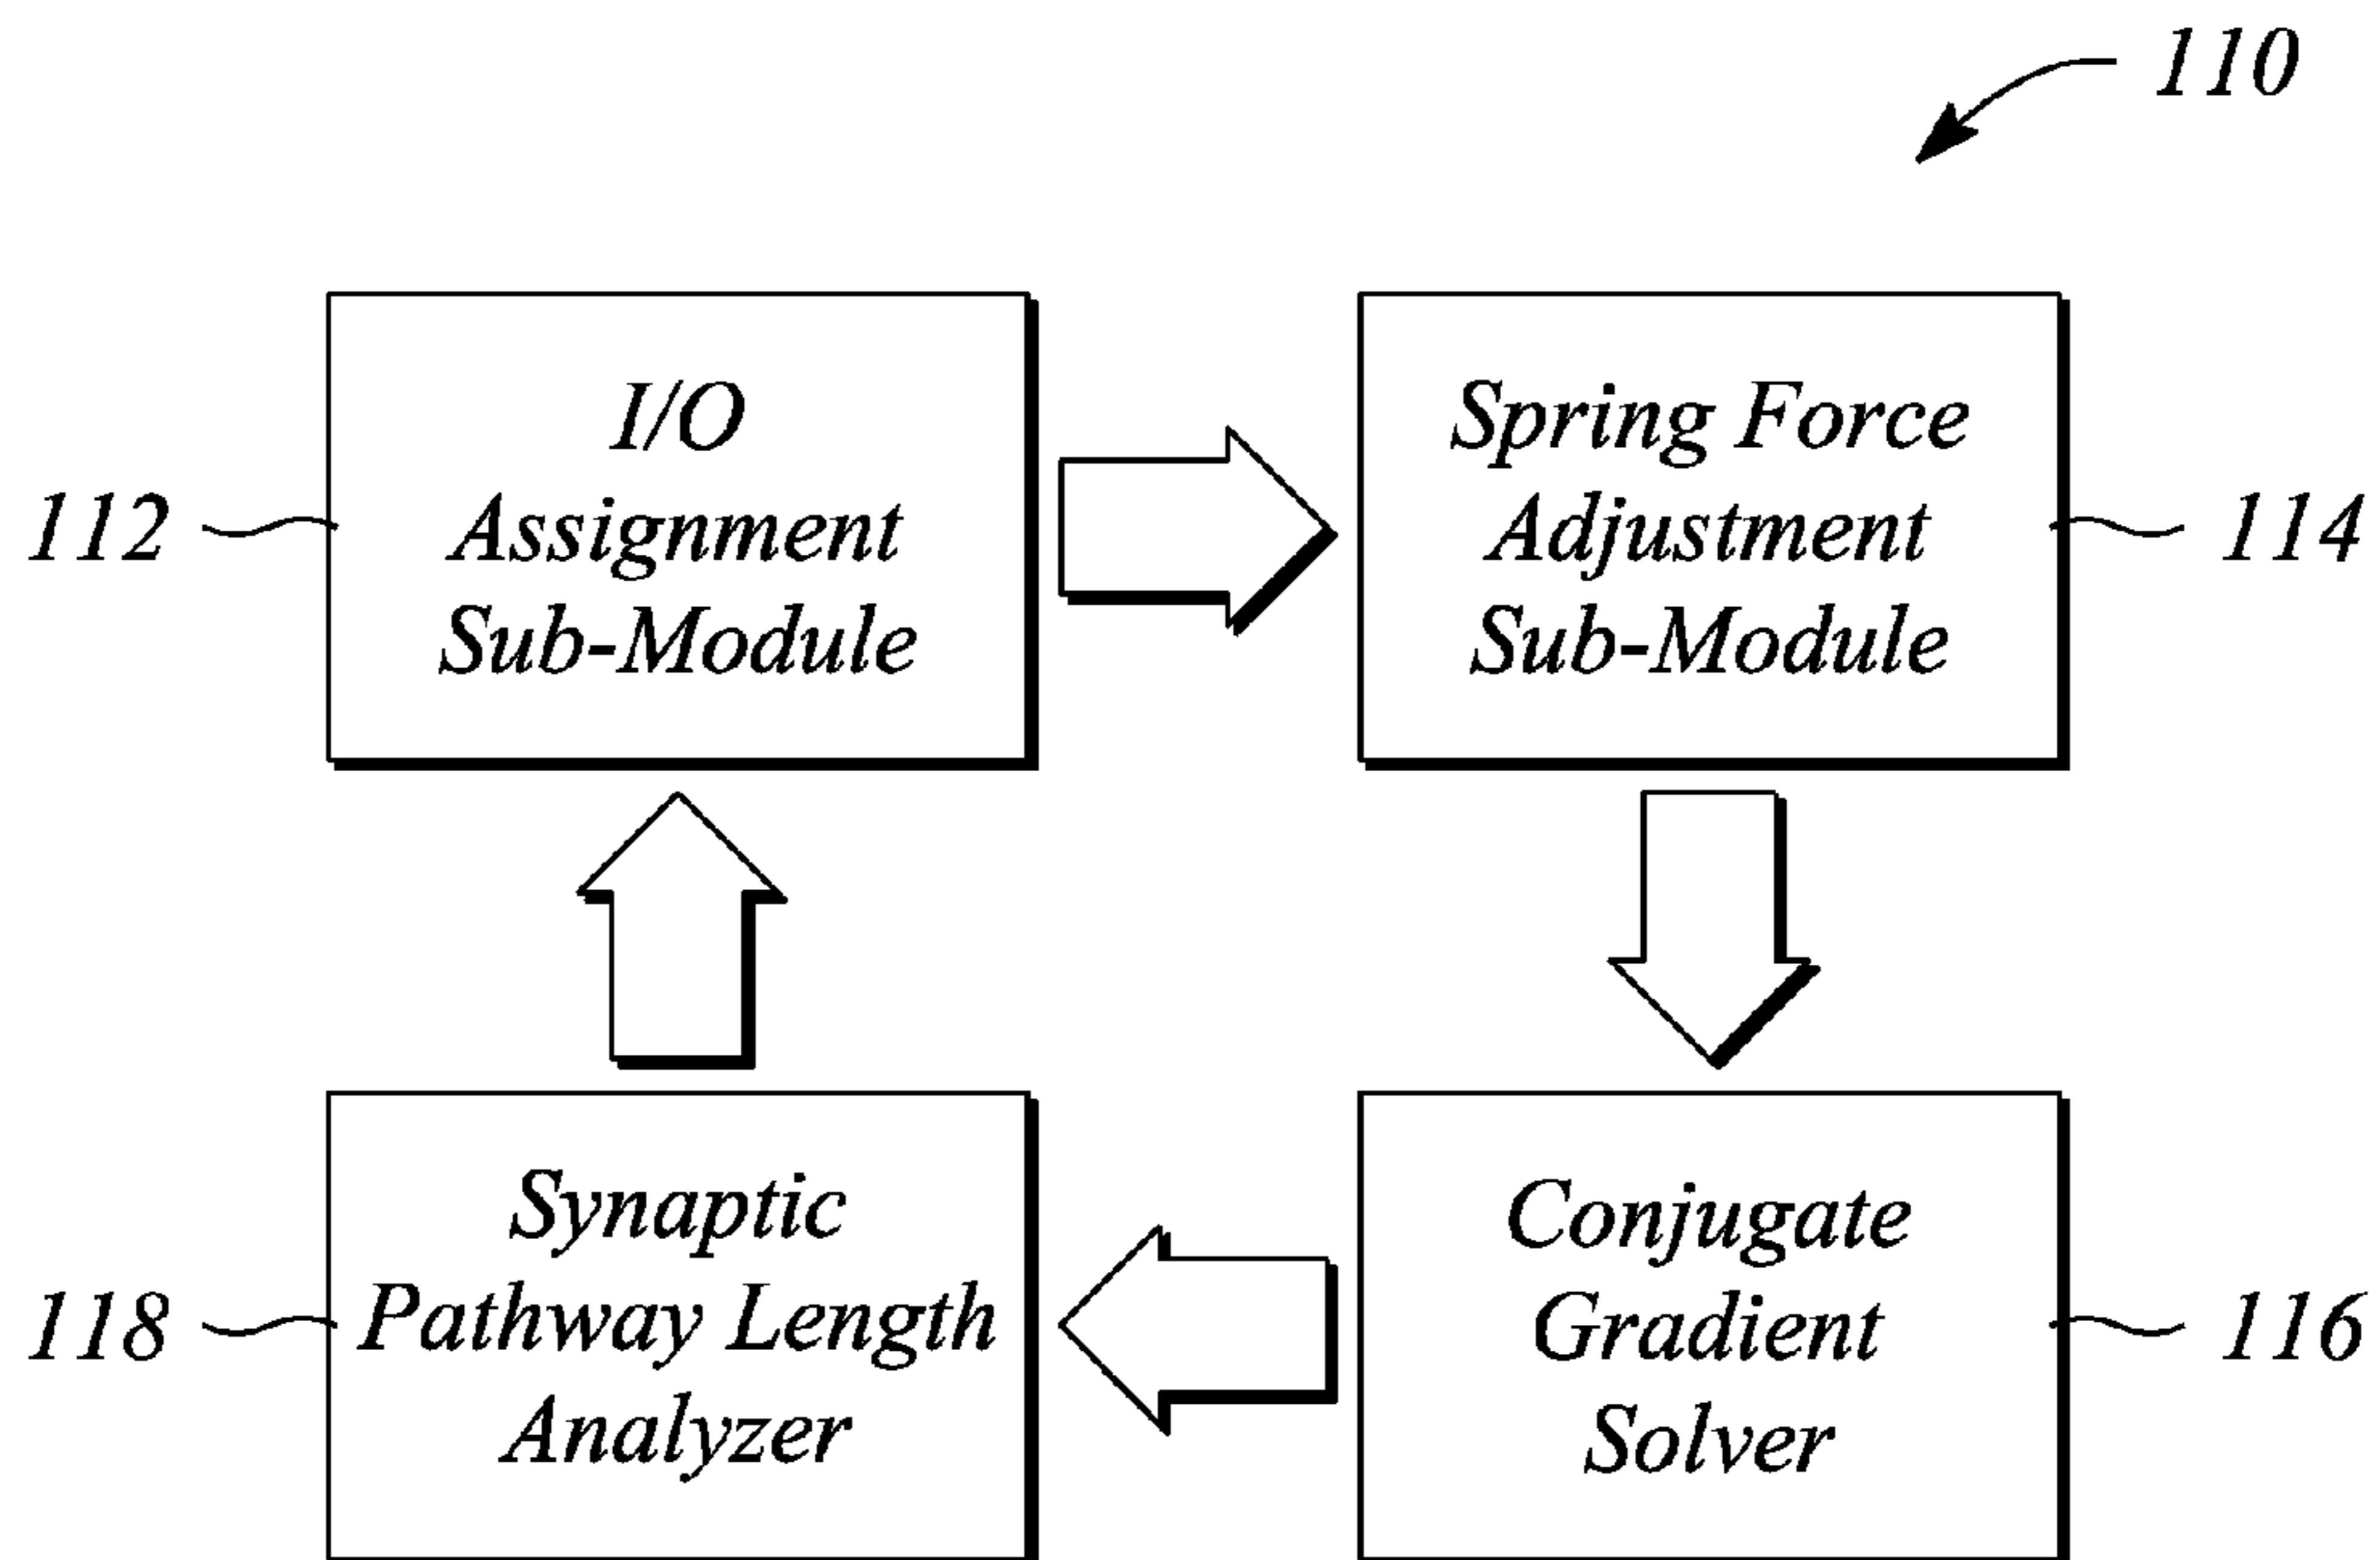 110
I/O
Assignment
Sub-Module
112
Spring Force
Adjustment
Sub-Module
114
Synaptic
Pathway Length
Analyzer
118
Conjugate
Gradient
Solver
116